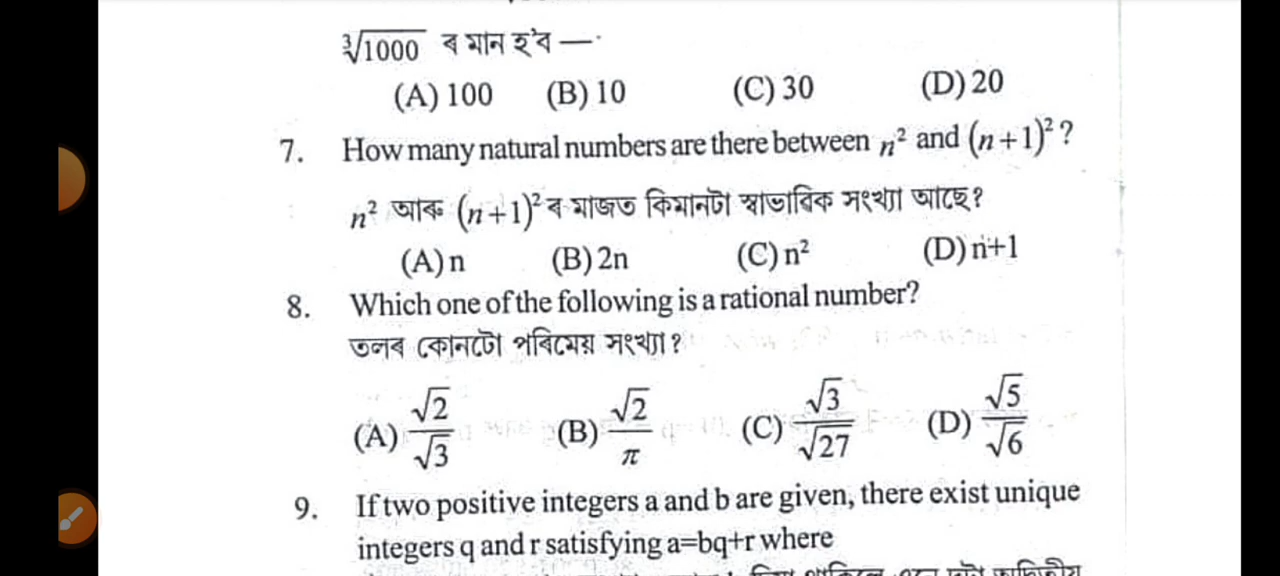 ∛1000 ৰ মান হ'ব —
(A) 100 (B) 10 (C) 30 (D) 20
7. How many natural numbers are there between n² and (n+1)² ?
n² আৰু (n+1)² ৰ মাজত কিমানটা স্বাভাৱিক সংখ্যা আছে?
(A) n (B) 2n (C) n² (D) n+1
8. Which one of the following is a rational number?
তলৰ কোনটো পৰিমেয় সংখ্যা ?
(A) √2/√3 (B) √2/π (C) √3/√27 (D) √5/√6
9. If two positive integers a and b are given, there exist unique
integers q and r satisfying a=bq+r where